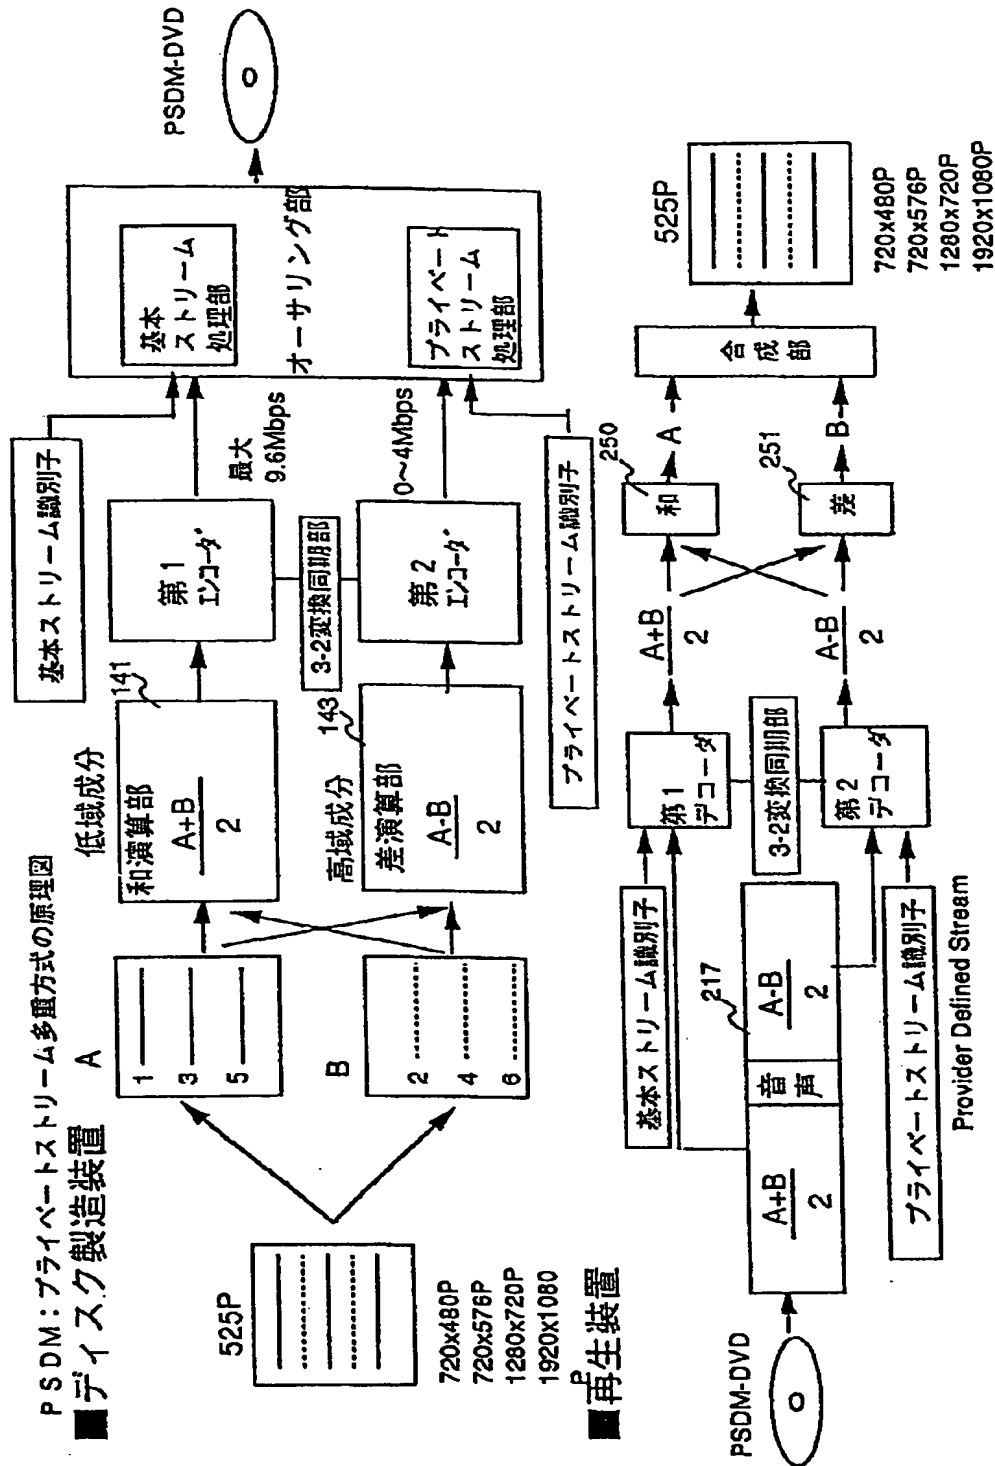 PSDM：プライベートストリーム多重方式の原理図
■ディスク製造装置
525P
720x480P
720x576P
1280x720P
1920x1080
P
A
1
3
5
B
2
4
6
低域成分
和演算部
A+B
2
141
高域成分
差演算部
A-B
2
143
基本ストリーム識別子
第1
エンコーダ
3-2変換同期部
第2
エンコーダ
最大
9.6Mbps
0～4Mbps
プライベートストリーム識別子
基本
ストリーム
処理部
オーサリング部
プライベート
ストリーム
処理部
PSDM-DVD
■再生装置
PSDM-DVD
A+B
2
音声
A-B
2
217
基本ストリーム識別子
プライベートストリーム識別子
Provider Defined Stream
第1
デコーダ
3-2変換同期部
第2
デコーダ
A+B
2
A-B
2
和
250
差
251
A
B
合成部
525P
720x480P
720x576P
1280x720P
1920x1080P